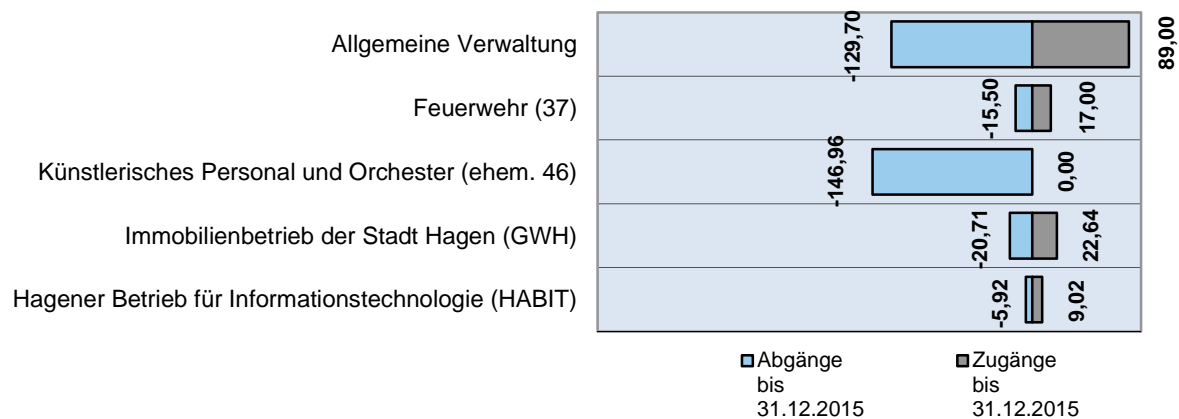 Allgemeine Verwaltung
-129,70
89,00
Feuerwehr (37)
-15,50
17,00
Künstlerisches Personal und Orchester (ehem. 46)
-146,96
0,00
Immobilienbetrieb der Stadt Hagen (GWH)
-20,71
22,64
Hagener Betrieb für Informationstechnologie (HABIT)
-5,92
9,02
Abgänge
bis
31.12.2015
Zugänge
bis
31.12.2015